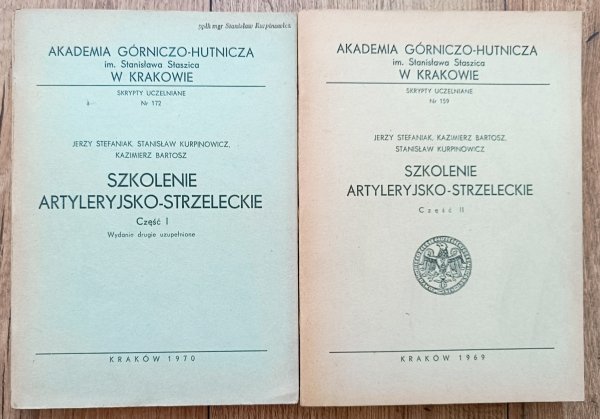 ppłk mgr Stanisław Kurpinowicz
AKADEMIA GÓRNICZO-HUTNICZA
im. Stanisława Staszica
W KRAKOWIE
SKRYPTY UCZELNIANE
Nr 172
JERZY STEFANIAK, STANISŁAW KURPINOWICZ,
KAZIMIERZ BARTOSZ
SZKOLENIE
ARTYLERYJSKO-STRZELECKIE
Część I
Wydanie drugie uzupełnione
KRAKÓW 1970
AKADEMIA GÓRNICZO-HUTNICZA
im. Stanisława Staszica
W KRAKOWIE
SKRYPTY UCZELNIANE
Nr 159
JERZY STEFANIAK, KAZIMIERZ BARTOSZ,
STANISŁAW KURPINOWICZ
SZKOLENIE
ARTYLERYJSKO-STRZELECKIE
Część II
KRAKÓW 1969